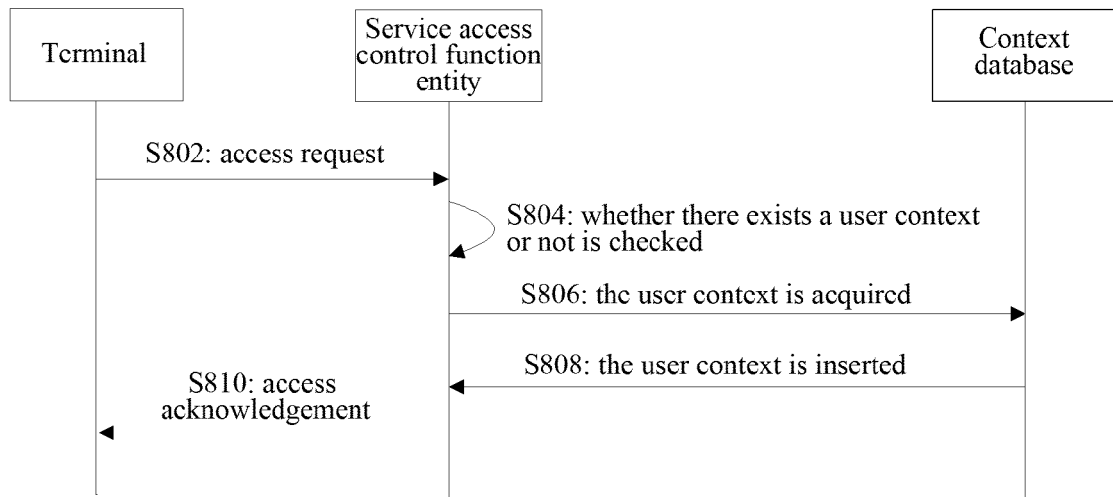 Terminal
Service access
control function
entity
Context
database
S802: access request
S804: whether there exists a user context
or not is checked
S806: the user context is acquired
S808: the user context is inserted
S810: access
acknowledgement